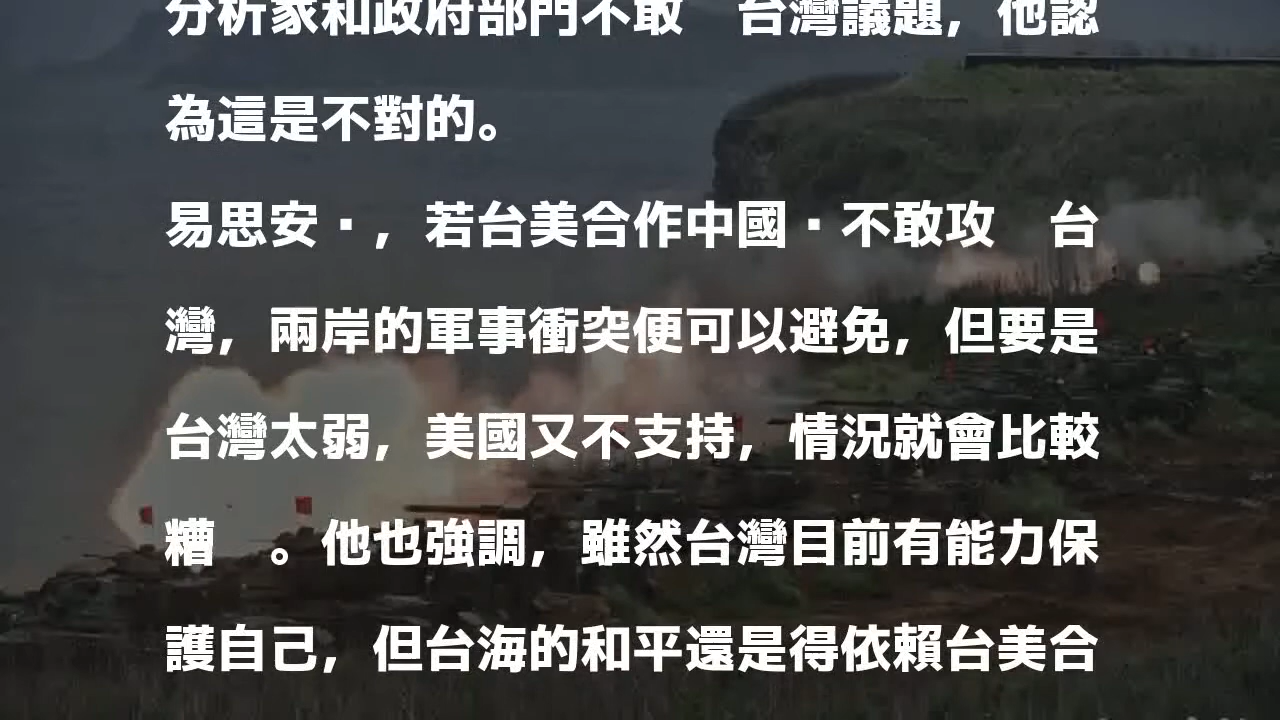 分析家和政府部門不敢　台灣議題，他認
為這是不對的。
易思安·，若台美合作中國·不敢攻　台
灣，兩岸的軍事衝突便可以避免，但要是
台灣太弱，美國又不支持，情況就會比較
糟　。他也強調，雖然台灣目前有能力保
護自己，但台海的和平還是得依賴台美合